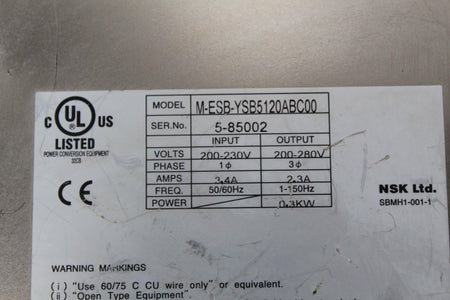 MODEL M-ESB-YSB5120ABC00
SER.No. 5-85002
INPUT OUTPUT
VOLTS 200-230V 200-280V
PHASE 1φ 3φ
AMPS 3.4A 2.3A
FREQ. 50/60Hz 1-150Hz
POWER 0.3KW
C UL US
LISTED
POWER CONVERSION EQUIPMENT
CE
NSK Ltd.
SBMH1-001-1
WARNING MARKINGS
(i) "Use 60/75 C CU wire only" or equivalent.
(ii) "Open Type Equipment".